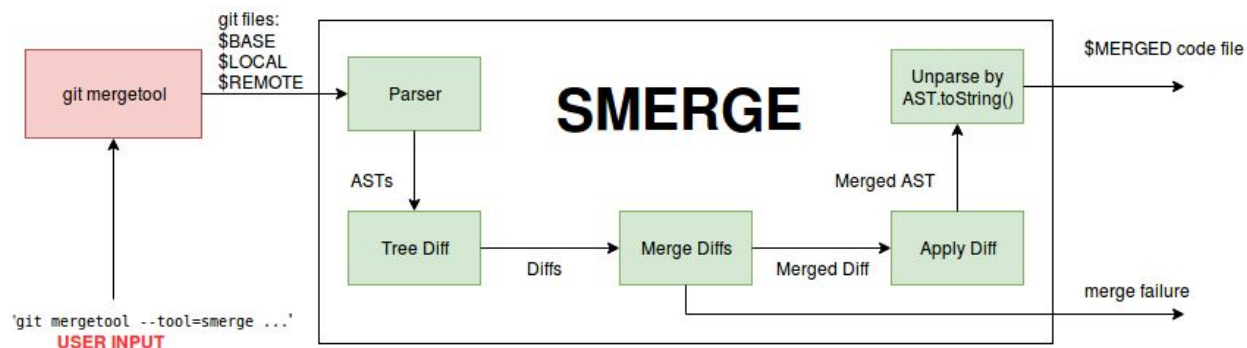 git files:
$BASE
$LOCAL
$REMOTE
git mergetool
Parser
SMERGE
Unparse by
AST.toString()
$MERGED code file
ASTs
Merged AST
Tree Diff
Diffs
Merge Diffs
Merged Diff
Apply Diff
merge failure
'git mergetool --tool=smerge ...'
USER INPUT